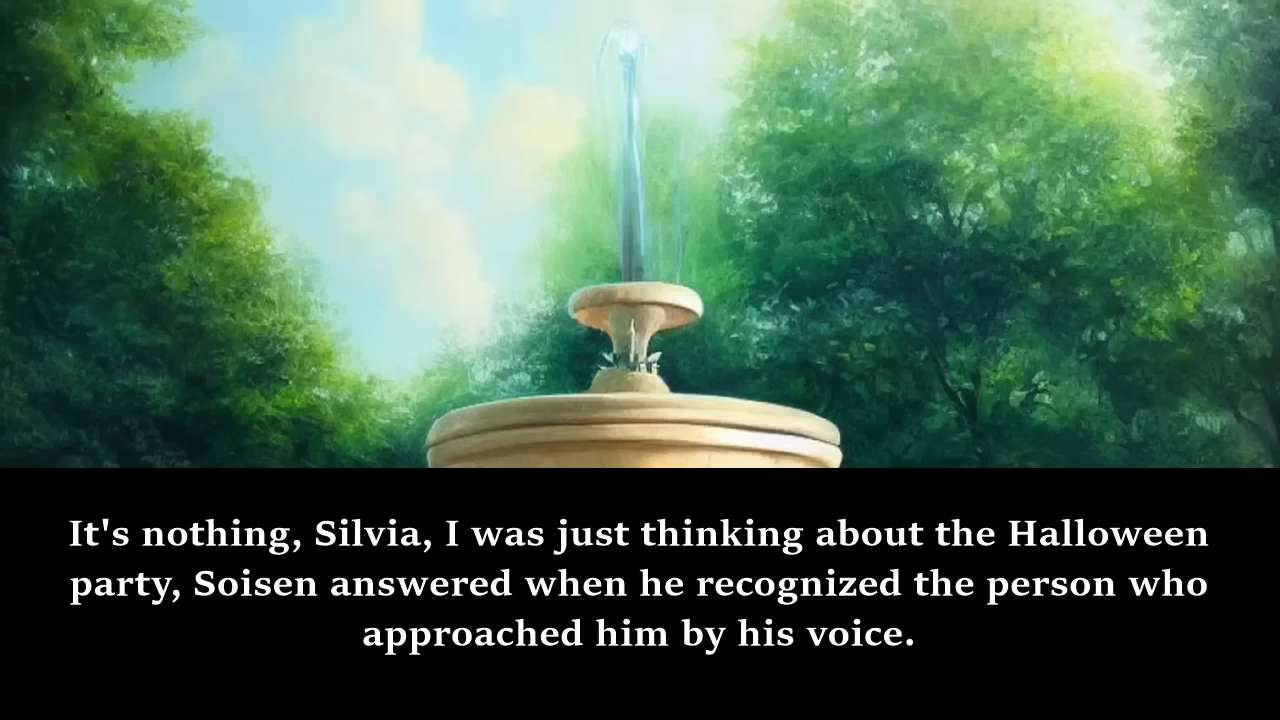 It's nothing, Silvia, I was just thinking about the Halloween
party, Soisen answered when he recognized the person who
approached him by his voice.